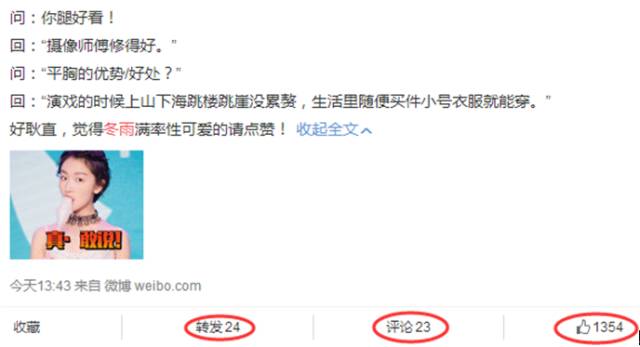 问：你腿好看！
回：“摄像师傅修得好。”
问：“平胸的优势/好处？”
回：“演戏的时候上山下海跳楼跳崖没累赘，生活里随便买件小号衣服就能穿。”
好耿直，觉得冬雨满率性可爱的请点赞！ 收起全文
真·敢说!
今天13:43 来自 微博 weibo.com
收藏 转发 24 评论 23 1354